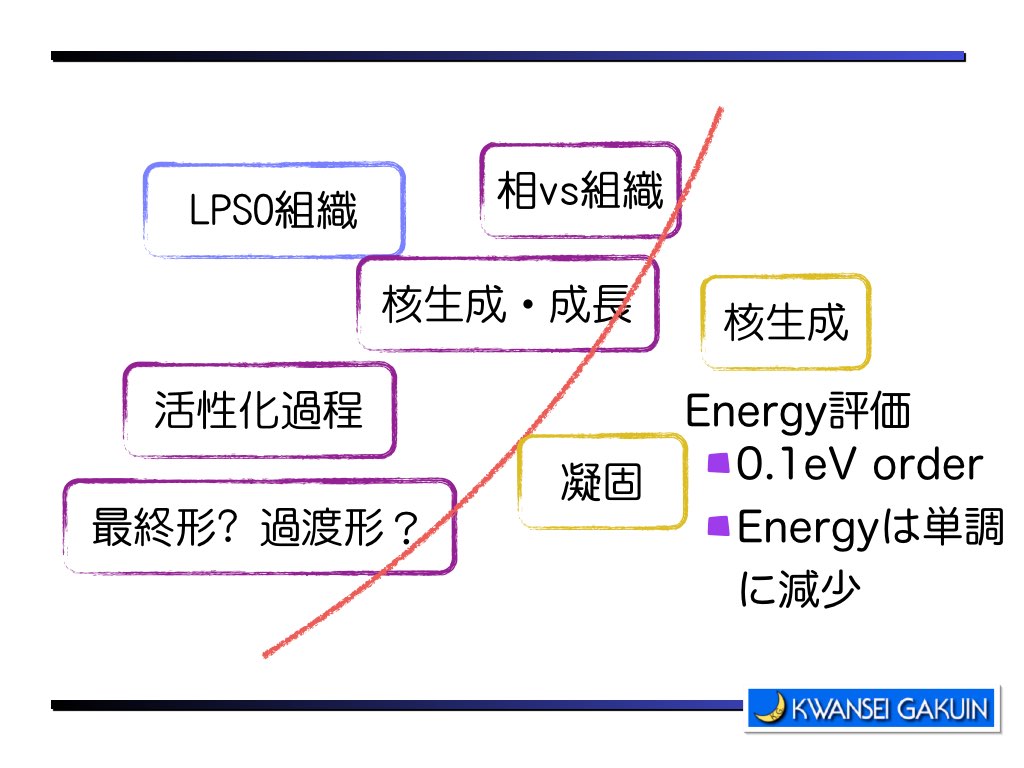 LPSO組織
相vs組織
核生成・成長
核生成
活性化過程
Energy評価
0.1eV order
凝固
最終形? 過渡形？
Energyは単調
に減少
KWANSEI GAKUIN